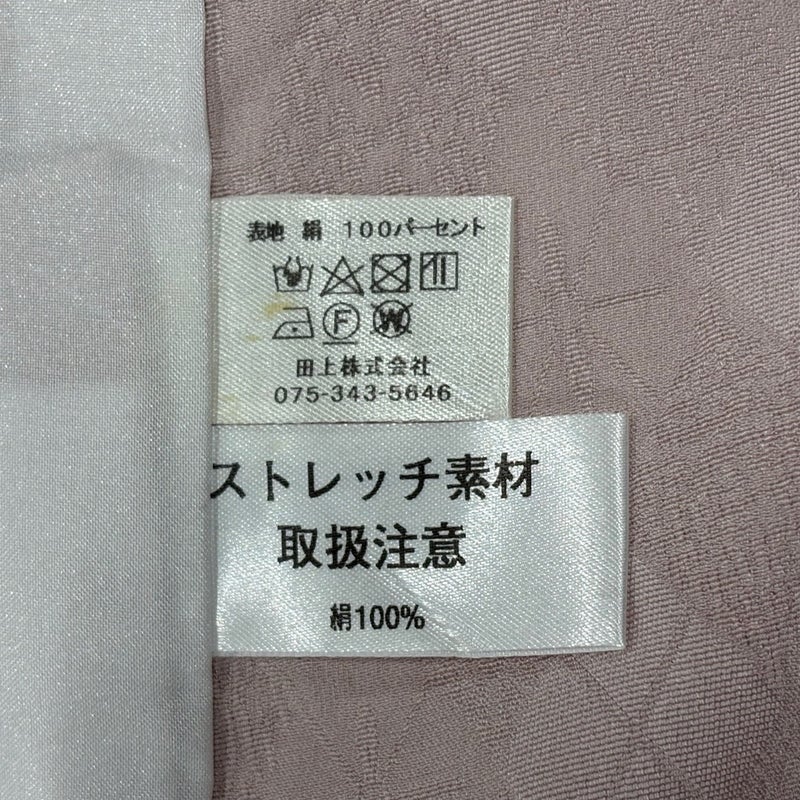 表地 絹 100パーセント
F
W
田上株式会社
075-343-5646
ストレッチ素材
取扱注意
絹100%